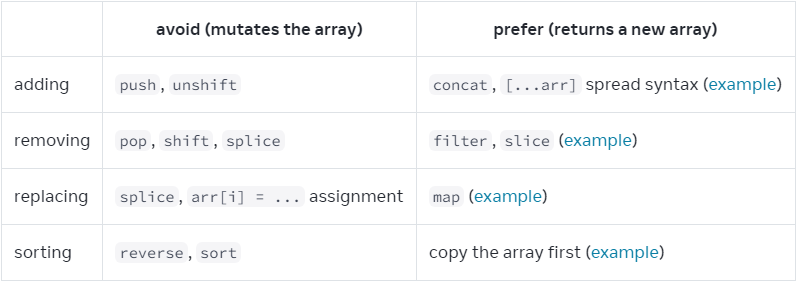 avoid (mutates the array) prefer (returns a new array)
adding push, unshift concat, [...arr] spread syntax (example)
removing pop, shift, splice filter, slice (example)
replacing splice, arr[i] = ... assignment map (example)
sorting reverse, sort copy the array first (example)